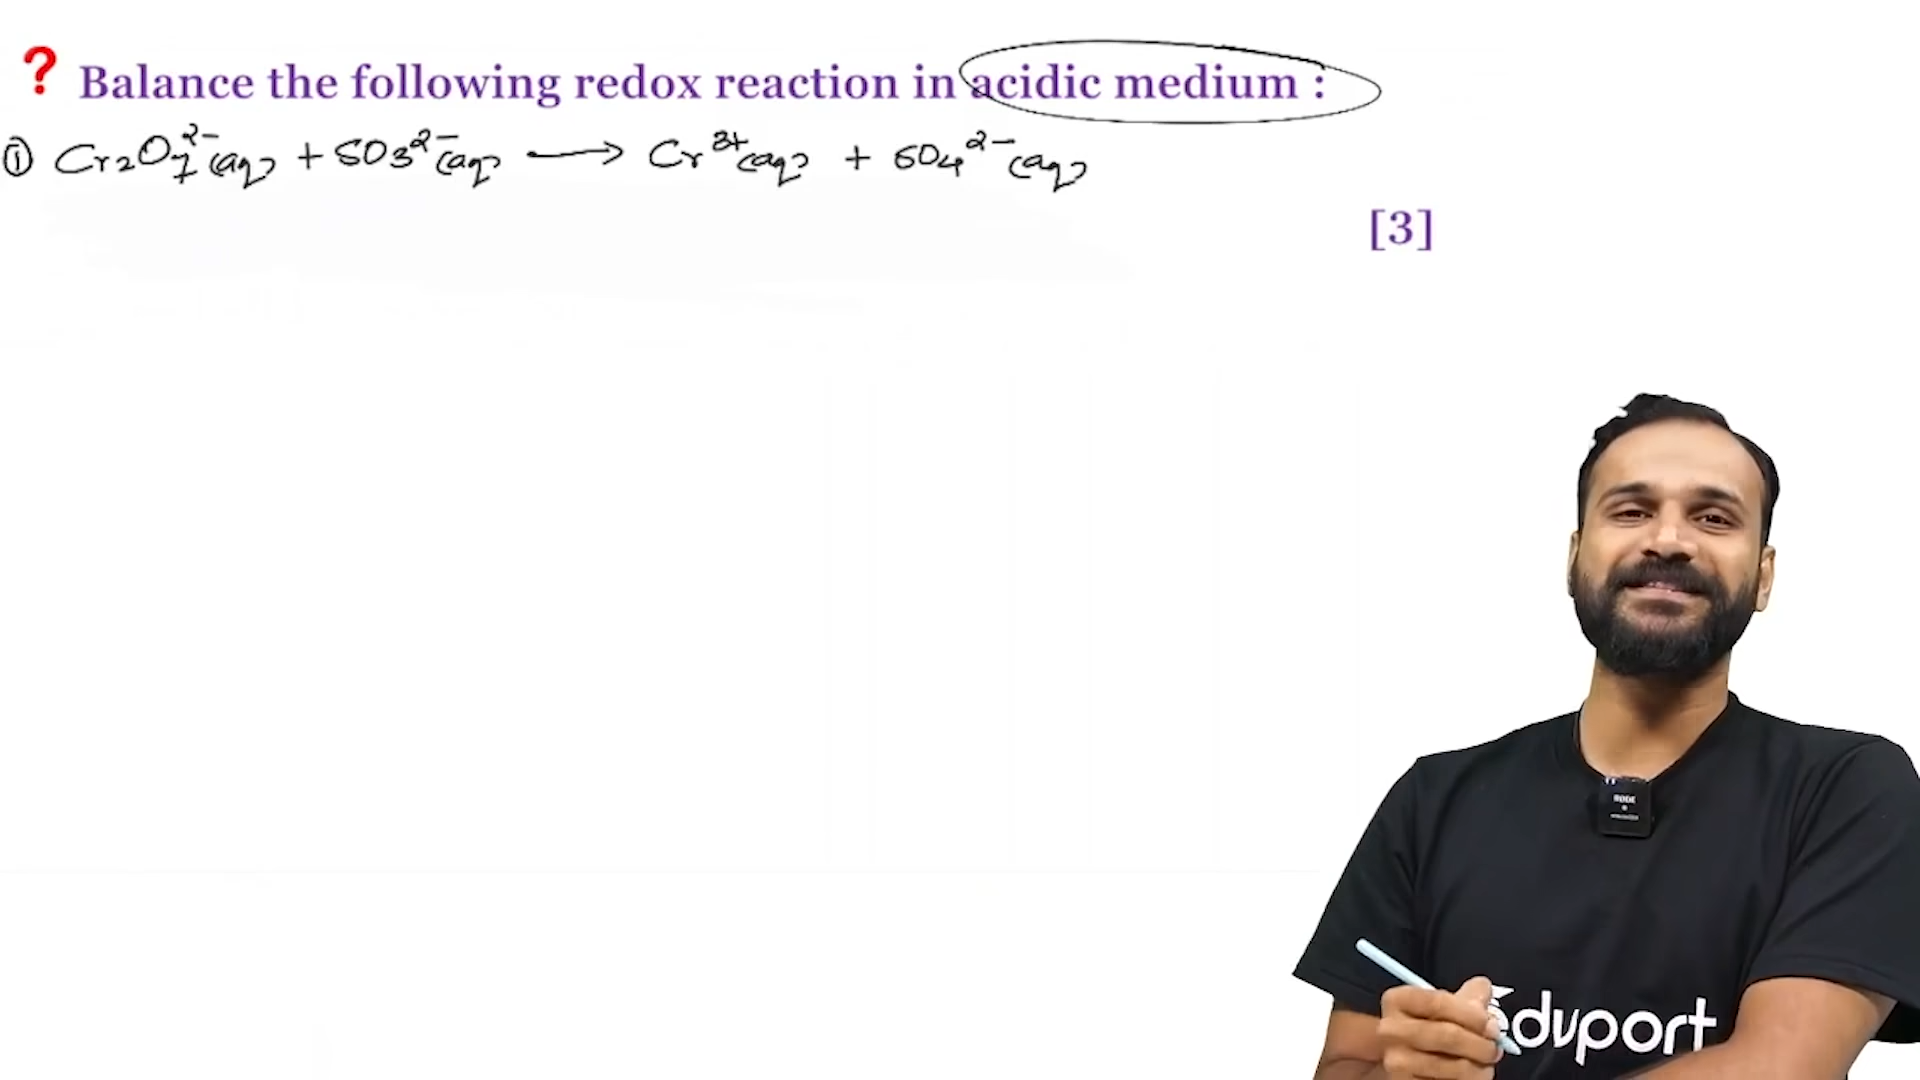 ? Balance the following redox reaction in acidic medium :
① Cr₂O₇²⁻(aq) + SO₃²⁻(aq) ⟶ Cr³⁺(aq) + SO₄²⁻(aq)
[3]
RODE
eduport